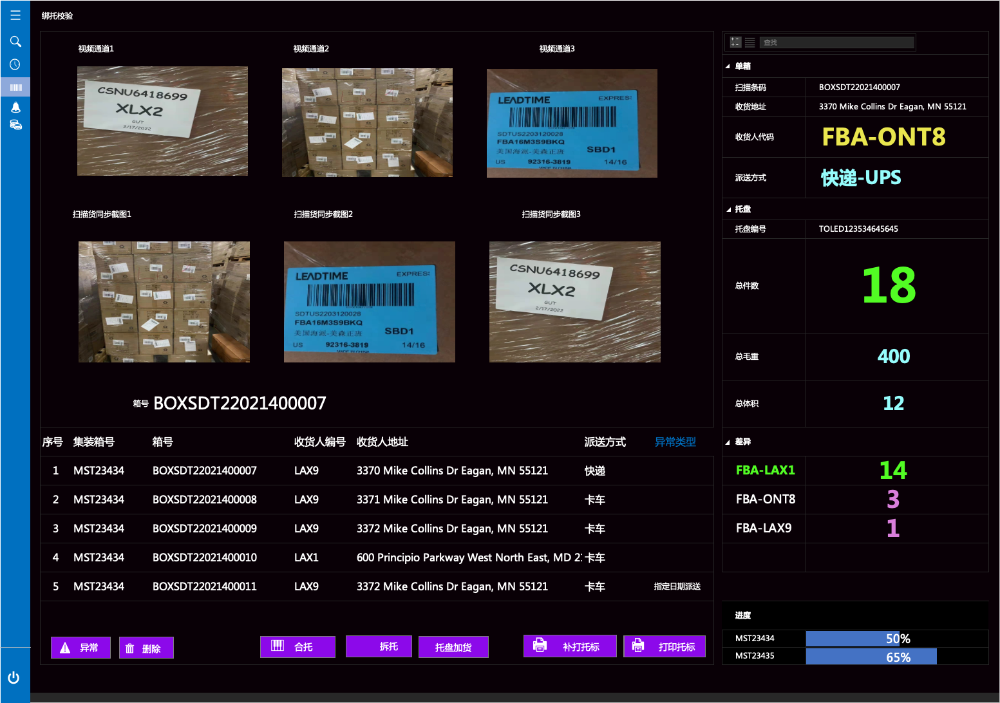 绑托校验
视频通道1
视频通道2
视频通道3
CSNU6418699
XLX2
GUT
2/17/2022
LEADTIME EXPRES:
SDTUS2203120028
FBA16M3S9BKQ
美国海派-美森正班 SBD1
US 92316-3819 14/16
MADE IN CHINA
扫描货同步截图1
扫描货同步截图2
扫描货同步截图3
LEADTIME EXPRES:
SDTUS2203120028
FBA16M3S9BKQ
美国海派-美森正班 SBD1
US 92316-3819 14/16
MADE IN CHINA
CSNU6418699
XLX2
GUT
2/17/2022
箱号 BOXSDT22021400007
序号 集装箱号 箱号 收货人编号 收货人地址 派送方式 异常类型
1 MST23434 BOXSDT22021400007 LAX9 3370 Mike Collins Dr Eagan, MN 55121 快递
2 MST23434 BOXSDT22021400008 LAX9 3371 Mike Collins Dr Eagan, MN 55121 卡车
3 MST23434 BOXSDT22021400009 LAX9 3372 Mike Collins Dr Eagan, MN 55121 卡车
4 MST23434 BOXSDT22021400010 LAX1 600 Principio Parkway West North East, MD 2 卡车
5 MST23434 BOXSDT22021400011 LAX9 3372 Mike Collins Dr Eagan, MN 55121 卡车 指定日期派送
异常
删除
合托
拆托
托盘加货
补打托标
打印托标
查找
单箱
扫描条码 BOXSDT22021400007
收货地址 3370 Mike Collins Dr Eagan, MN 55121
收货人代码 FBA-ONT8
派送方式 快递-UPS
托盘
托盘编号 TOLED123534645645
总件数 18
总毛重 400
总体积 12
差异
FBA-LAX1 14
FBA-ONT8 3
FBA-LAX9 1
进度
MST23434 50%
MST23435 65%